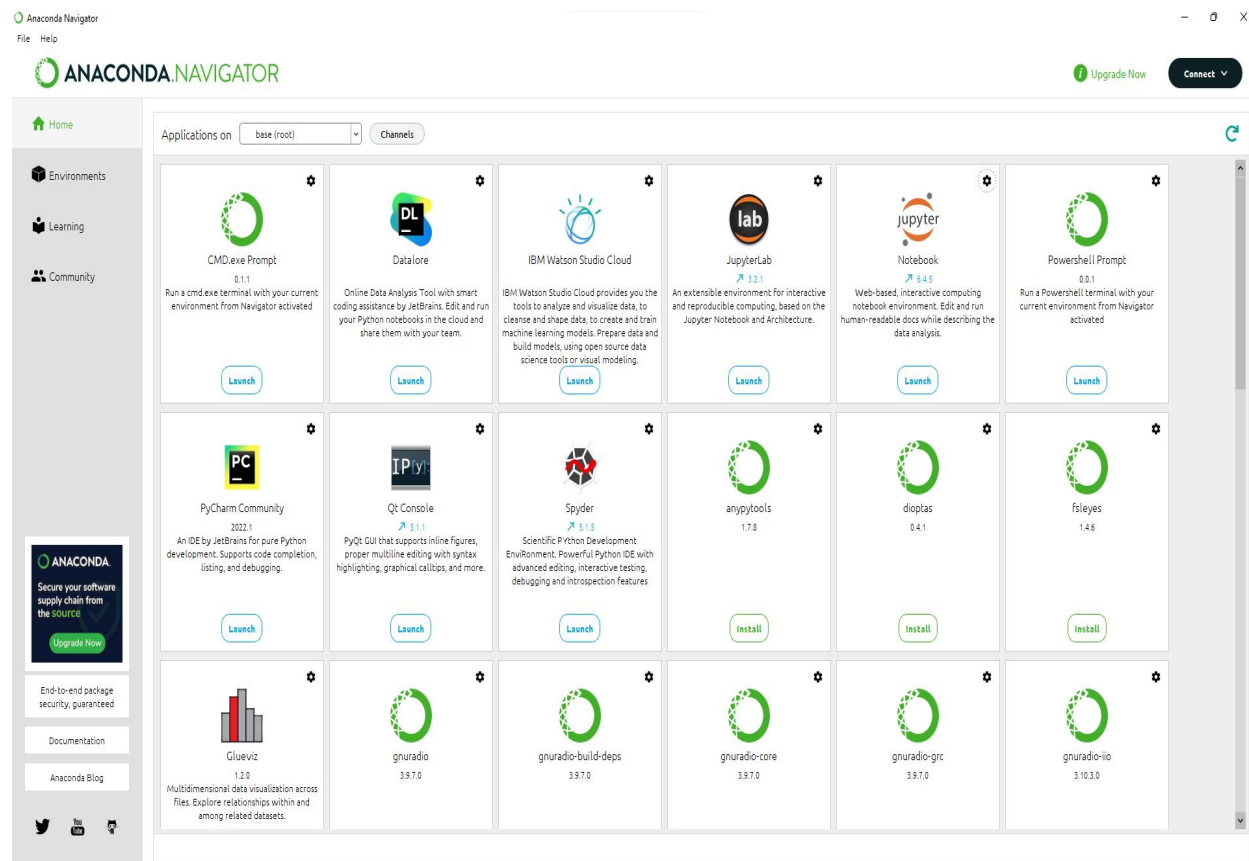 Anaconda Navigator
File Help
ANACONDA.NAVIGATOR
Upgrade Now
Connect
Home
Environments
Learning
Community
Applications on base (root) Channels
CMD.exe Prompt
0.1.1
Run a cmd.exe terminal with your current
environment from Navigator activated
Launch
DL
Datalore
Online Data Analysis Tool with smart
coding assistance by JetBrains. Edit and run
your Python notebooks in the cloud and
share them with your team.
Launch
IBM Watson Studio Cloud
IBM Watson Studio Cloud provides you the
tools to analyze and visualize data, to
cleanse and shape data, to create and train
machine learning models. Prepare data and
build models, using open source data
science tools or visual modeling.
Launch
lab
JupyterLab
3.2.1
An extensible environment for interactive
and reproducible computing, based on the
Jupyter Notebook and Architecture.
Launch
jupyter
Notebook
6.4.5
Web-based, interactive computing
notebook environment. Edit and run
human-readable docs while describing the
data analysis.
Launch
Powershell Prompt
0.0.1
Run a Powershell terminal with your
current environment from Navigator
activated
Launch
PC
PyCharm Community
2022.1
An IDE by JetBrains for pure Python
development. Supports code completion,
listing, and debugging.
Launch
IP[y]:
Qt Console
5.1.1
PyQt GUI that supports inline figures,
proper multiline editing with syntax
highlighting, graphical calltips, and more.
Launch
Spyder
5.1.5
Scientific PYthon Development
EnviRonment. Powerful Python IDE with
advanced editing, interactive testing,
debugging and introspection features
Launch
anypytools
1.7.8
Install
dioptas
0.4.1
Install
fsleyes
1.4.6
Install
Glueviz
1.2.0
Multidimensional data visualization across
files. Explore relationships within and
among related datasets.
gnuradio
3.9.7.0
gnuradio-build-deps
3.9.7.0
gnuradio-core
3.9.7.0
gnuradio-grc
3.9.7.0
gnuradio-iio
3.10.3.0
ANACONDA.
Secure your software
supply chain from
the source
Upgrade Now
End-to-end package
security, guaranteed
Documentation
Anaconda Blog
You
Tube